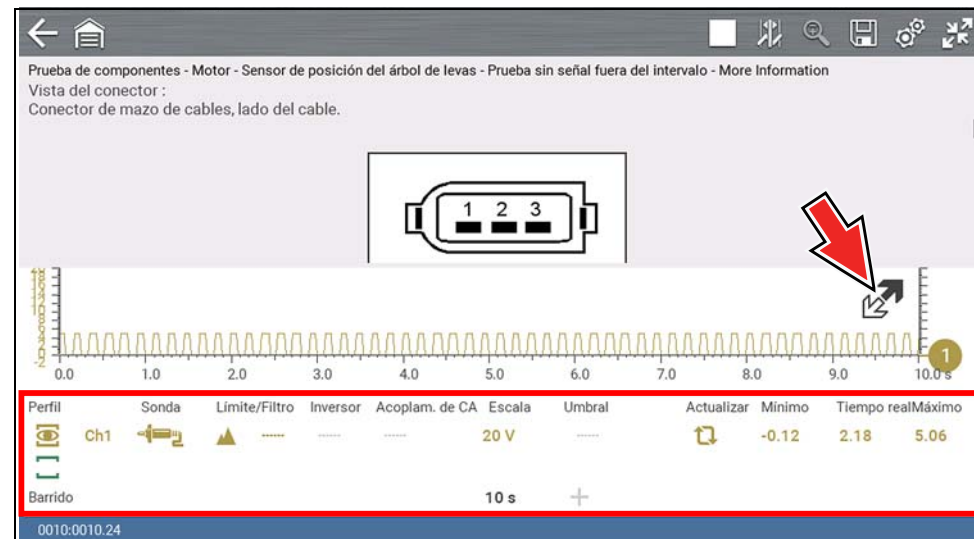 Prueba de componentes - Motor - Sensor de posición del árbol de levas - Prueba sin señal fuera del intervalo - More Information
Vista del conector :
Conector de mazo de cables, lado del cable.
1 2 3
-2
0.0 1.0 2.0 3.0 4.0 5.0 6.0 7.0 8.0 9.0 10.0 s
1
Perfil Sonda Límite/Filtro Inversor Acoplam. de CA Escala Umbral Actualizar Mínimo Tiempo realMáximo
Ch1 ------ ------ ------ 20 V ------ -0.12 2.18 5.06
Barrido 10 s +
0010:0010.24